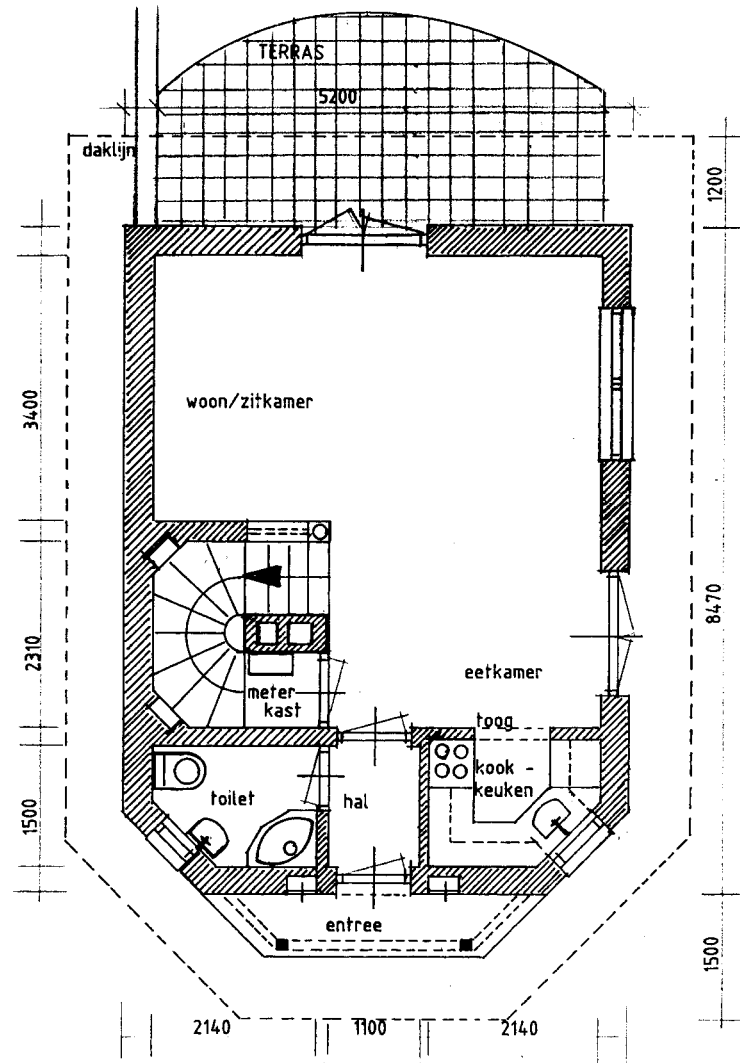 TERRAS
5200
daklijn
1200
woon/zitkamer
3400
8470
2310
eetkamer
meter
kast
toog
kook -
keuken
toilet
hal
1500
entree
1500
2140
1100
2140